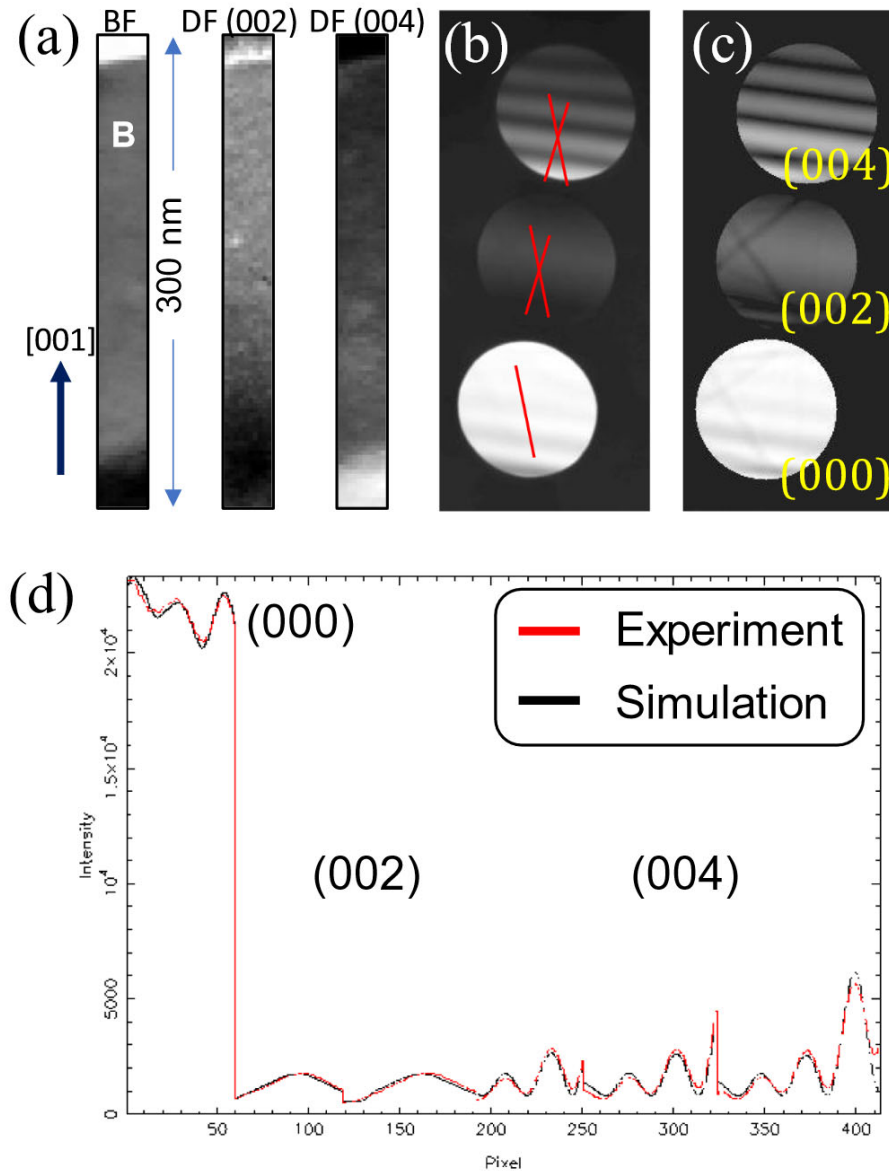 (a)
BF
DF (002)
DF (004)
B
300 nm
[001]
(b)
(c)
(004)
(002)
(000)
(d)
(000)
Experiment
Simulation
(002)
(004)
Intensity
2×10⁴
1.5×10⁴
10⁴
5000
0
50
100
150
200
250
300
350
400
Pixel